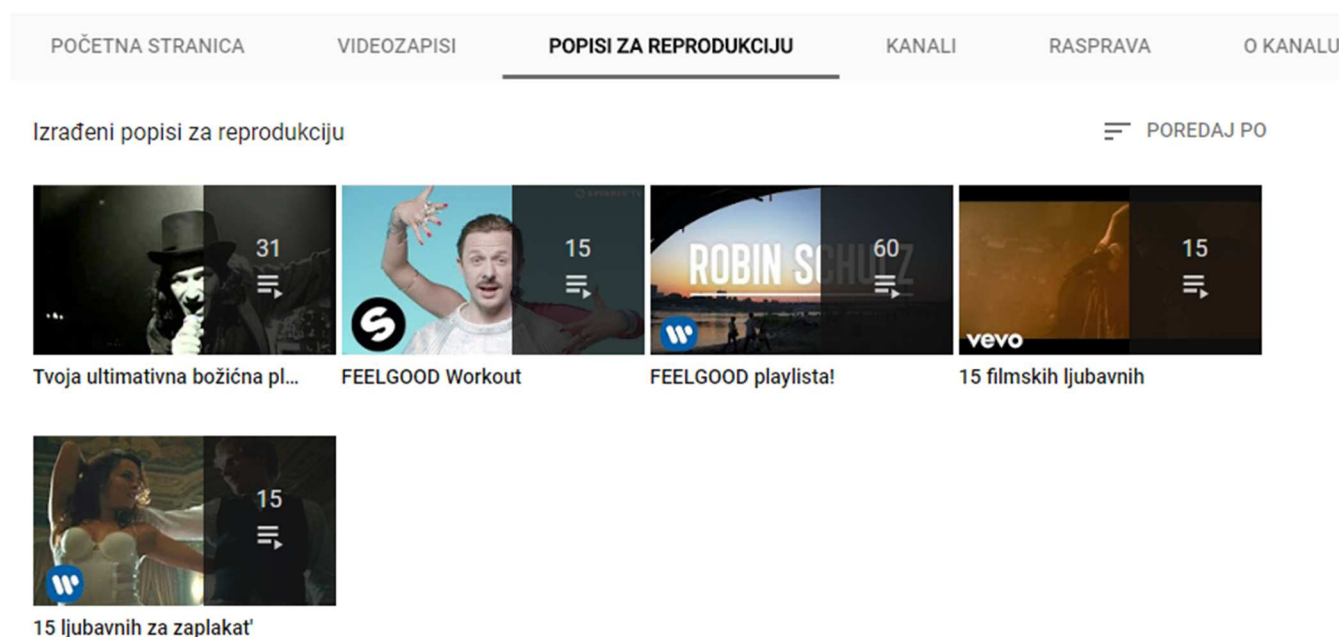 POČETNA STRANICA VIDEOZAPISI POPISI ZA REPRODUKCIJU KANALI RASPRAVA O KANALU
Izrađeni popisi za reprodukciju POREDAJ PO
31 15 60 15
ROBIN SCHULZ
vevo
Tvoja ultimativna božićna pl... FEELGOOD Workout FEELGOOD playlista! 15 filmskih ljubavnih
15
15 ljubavnih za zaplakat'